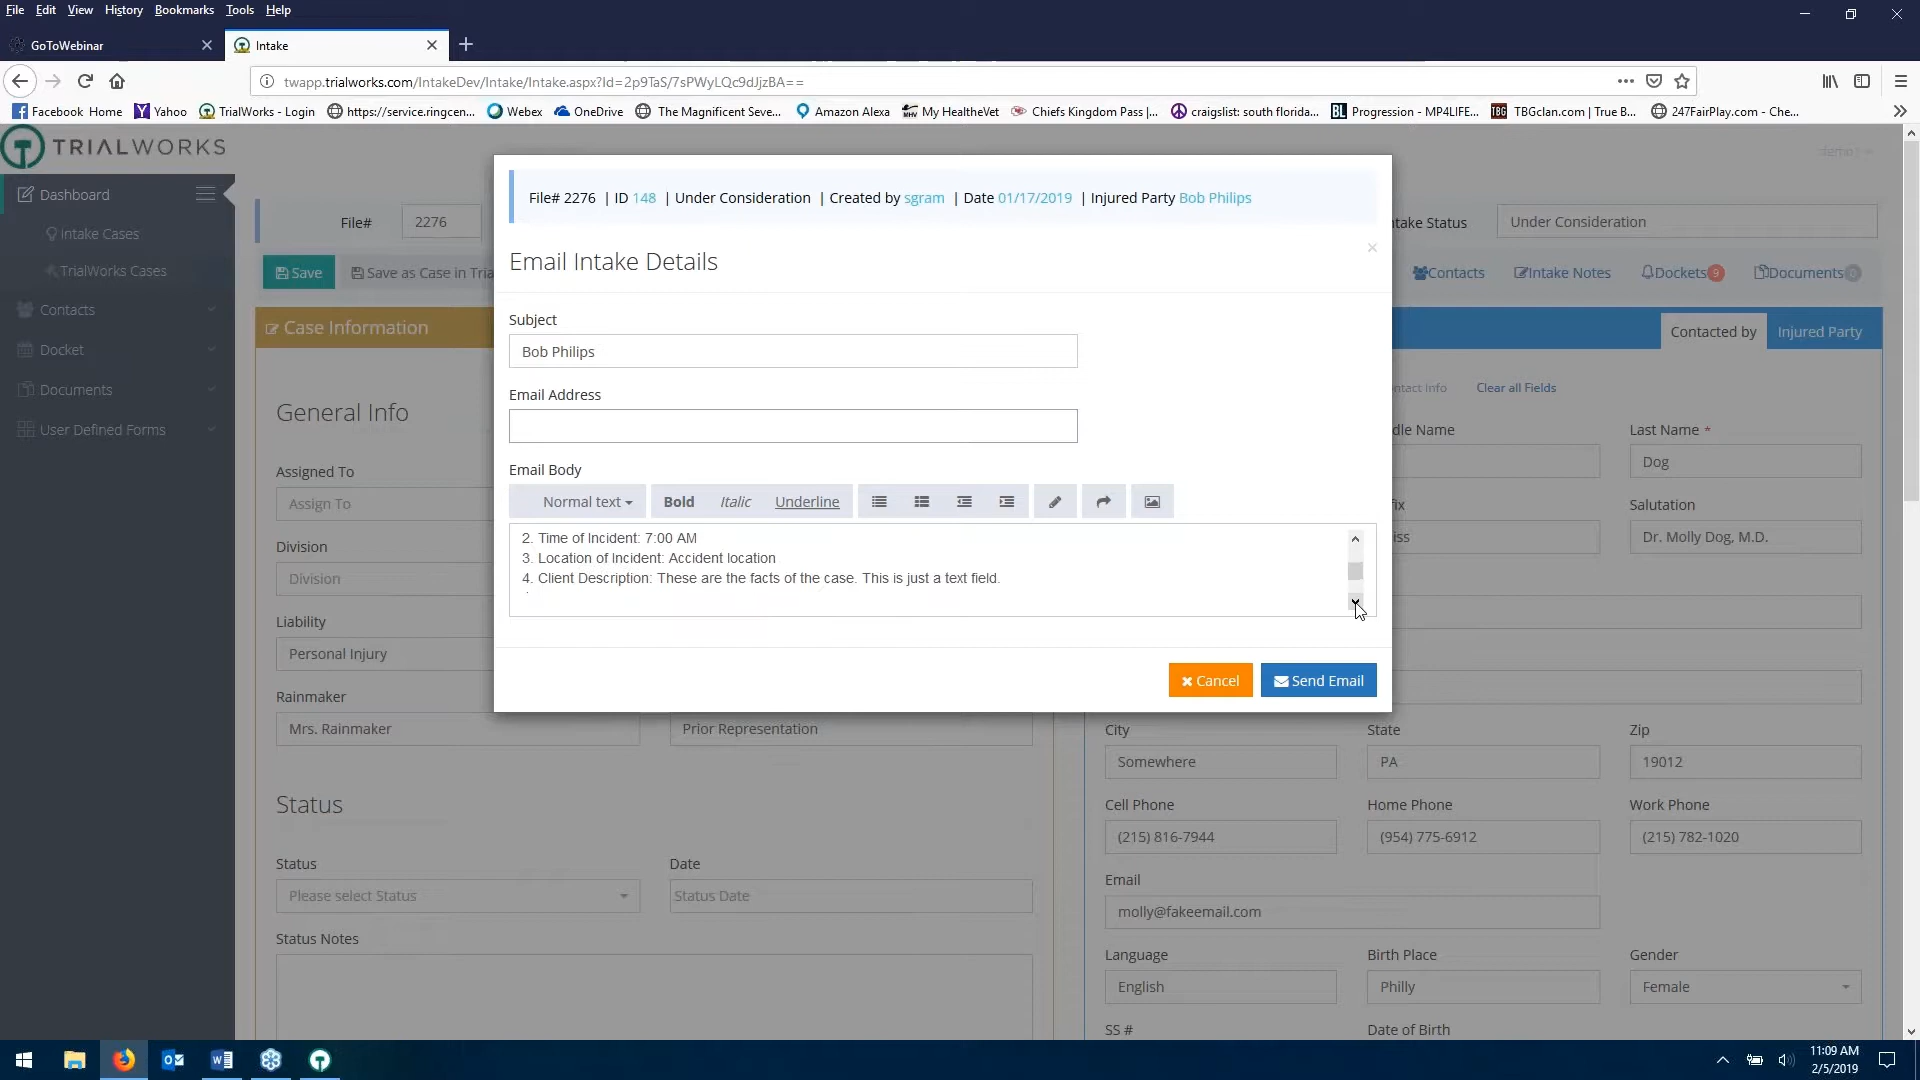 File Edit View History Bookmarks Tools Help
GoToWebinar
Intake
twapp.trialworks.com/IntakeDev/Intake/Intake.aspx?Id=2p9TaS/7sPWyLQc9dJjzBA==
Facebook Home Yahoo TrialWorks - Login https://service.ringcen... Webex OneDrive The Magnificent Seve... Amazon Alexa My HealtheVet Chiefs Kingdom Pass |... craigslist: south florida... Progression - MP4LIFE... TBGclan.com | True B... 247FairPlay.com - Che...
TRIALWORKS
demo
Dashboard
Intake Cases
TrialWorks Cases
Contacts
Docket
Documents
User Defined Forms
File# 2276
Intake Status Under Consideration
Save Save as Case in Tria
Contacts Intake Notes Dockets 9 Documents 0
Case Information
Contacted by Injured Party
General Info
Clear all Fields
Assigned To
Assign To
Division
Division
Liability
Personal Injury
Rainmaker
Mrs. Rainmaker
Prior Representation
Status
Status Date
Please select Status Status Date
Status Notes
File# 2276 | ID 148 | Under Consideration | Created by sgram | Date 01/17/2019 | Injured Party Bob Philips
Email Intake Details
Subject
Bob Philips
Email Address
Email Body
Normal text Bold Italic Underline
2. Time of Incident: 7:00 AM
3. Location of Incident: Accident location
4. Client Description: These are the facts of the case. This is just a text field.
Cancel Send Email
Last Name *
Dog
Salutation
Dr. Molly Dog, M.D.
City State Zip
Somewhere PA 19012
Cell Phone Home Phone Work Phone
(215) 816-7944 (954) 775-6912 (215) 782-1020
Email
molly@fakeemail.com
Language Birth Place Gender
English Philly Female
SS # Date of Birth
11:09 AM
2/5/2019